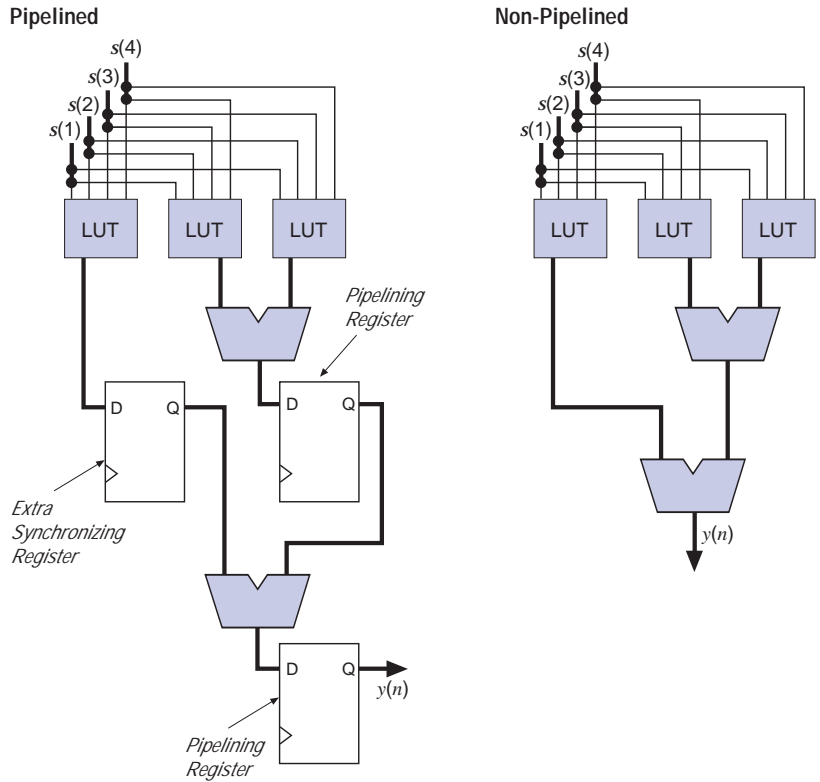 Pipelined
s(4)
s(3)
s(2)
s(1)
LUT
LUT
LUT
Pipelining
Register
D
Q
D
Q
Extra
Synchronizing
Register
D
Q
y(n)
Pipelining
Register
Non-Pipelined
s(4)
s(3)
s(2)
s(1)
LUT
LUT
LUT
y(n)